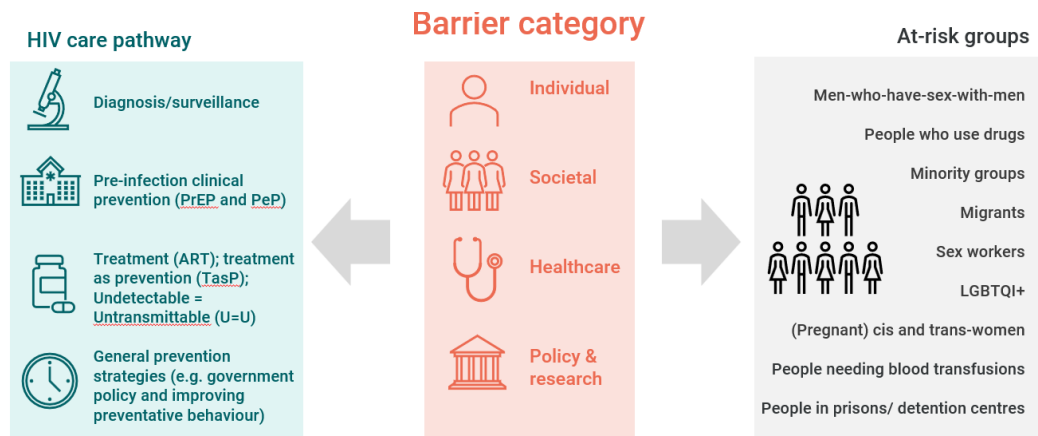 HIV care pathway
Diagnosis/surveillance
Pre-infection clinical
prevention (PrEP and PeP)
Treatment (ART); treatment
as prevention (TasP);
Undetectable =
Untransmittable (U=U)
General prevention
strategies (e.g. government
policy and improving
preventative behaviour)
Barrier category
Individual
Societal
Healthcare
Policy &
research
At-risk groups
Men-who-have-sex-with-men
People who use drugs
Minority groups
Migrants
Sex workers
LGBTQI+
(Pregnant) cis and trans-women
People needing blood transfusions
People in prisons/ detention centres